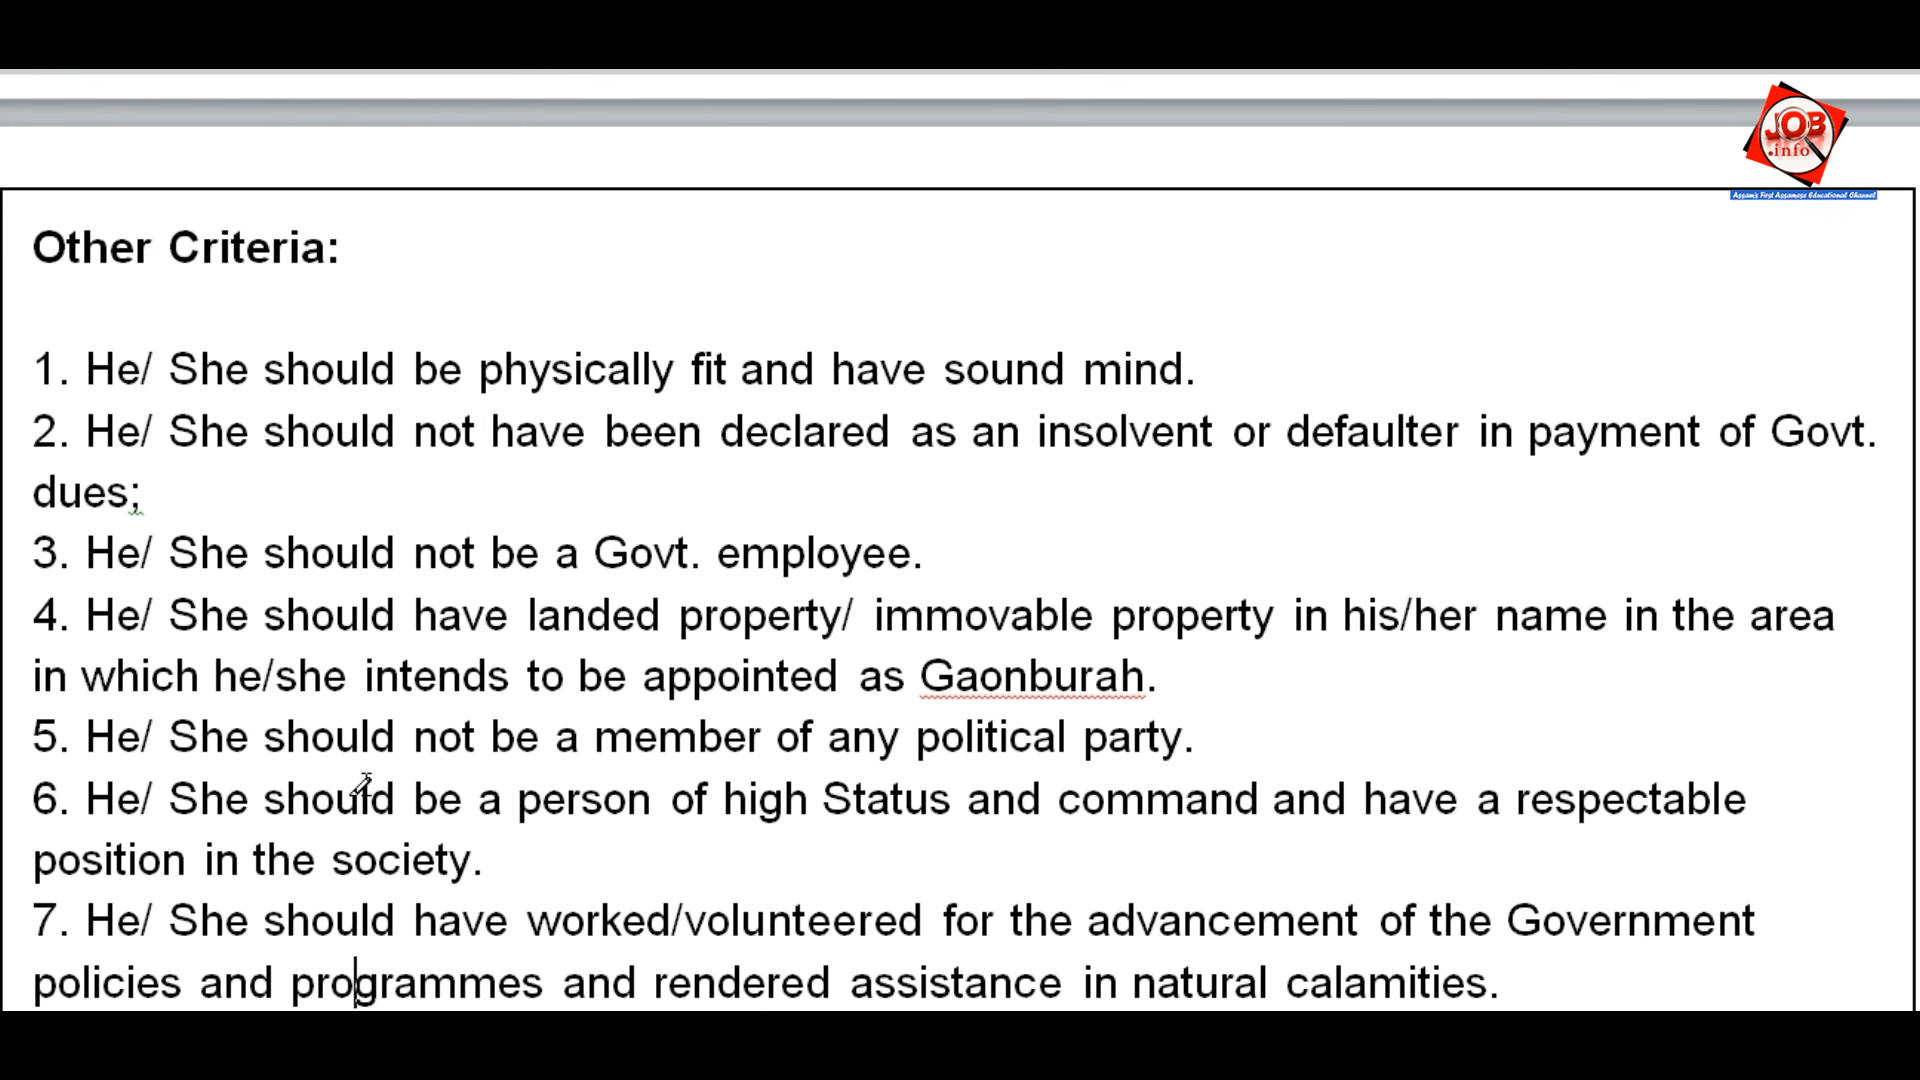 JOB
.info
Assam's First Assamese Educational Channel
Other Criteria:
1. He/ She should be physically fit and have sound mind.
2. He/ She should not have been declared as an insolvent or defaulter in payment of Govt.
dues;
3. He/ She should not be a Govt. employee.
4. He/ She should have landed property/ immovable property in his/her name in the area
in which he/she intends to be appointed as Gaonburah.
5. He/ She should not be a member of any political party.
6. He/ She should be a person of high Status and command and have a respectable
position in the society.
7. He/ She should have worked/volunteered for the advancement of the Government
policies and programmes and rendered assistance in natural calamities.